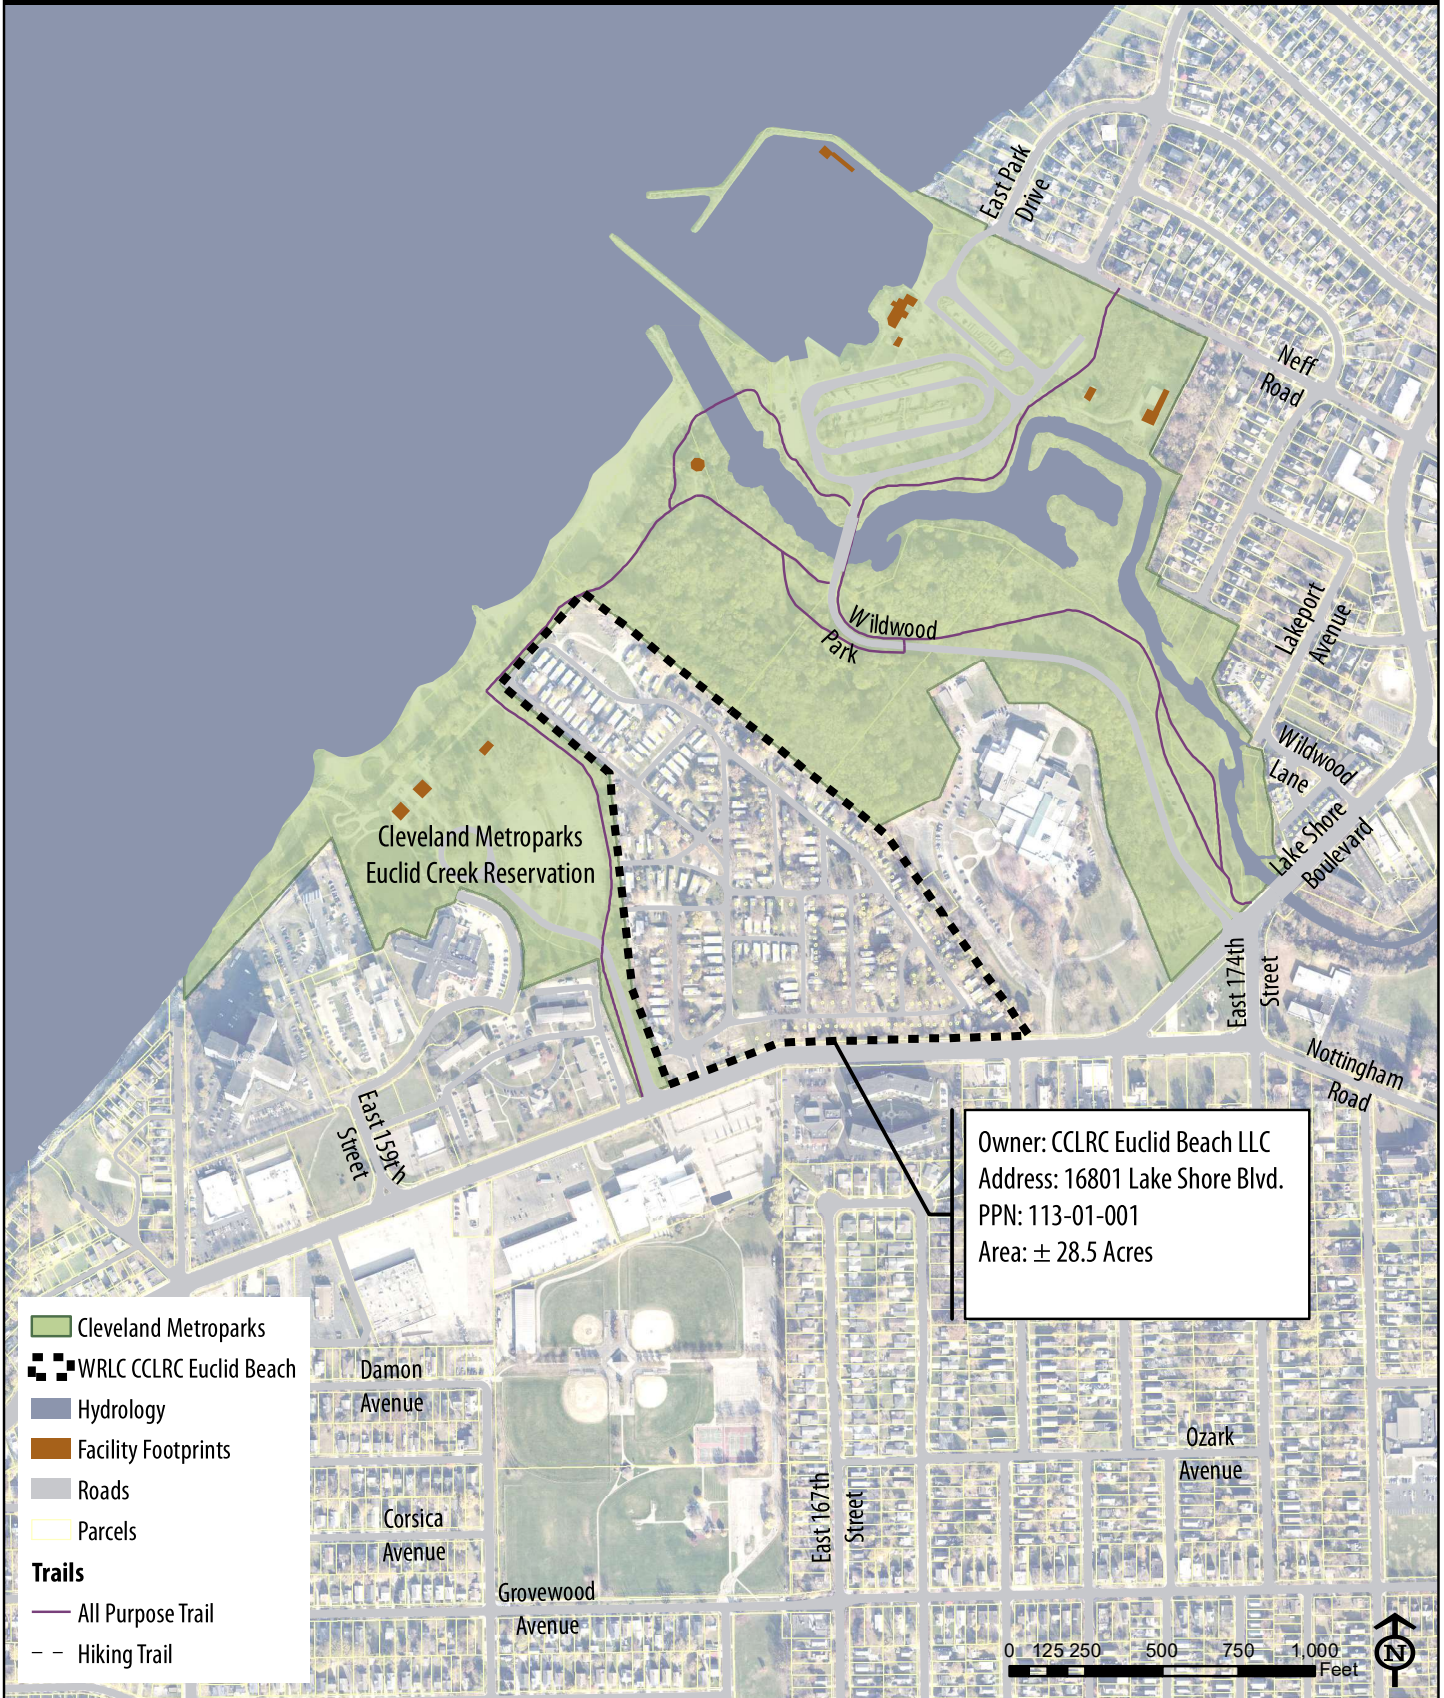 East Park
Drive
Neff
Road
Lakeport
Avenue
Wildwood
Park
Wildwood
Lane
Lake Shore
Boulevard
Cleveland Metroparks
Euclid Creek Reservation
East 174th
Street
Nottingham
Road
East 159th
Street
Owner: CCLRC Euclid Beach LLC
Address: 16801 Lake Shore Blvd.
PPN: 113-01-001
Area: ± 28.5 Acres
Cleveland Metroparks
WRLC CCLRC Euclid Beach
Hydrology
Facility Footprints
Roads
Parcels
Trails
All Purpose Trail
Hiking Trail
Damon
Avenue
Corsica
Avenue
Grovewood
Avenue
East 167th
Street
Ozark
Avenue
0 125 250 500 750 1,000
Feet
N